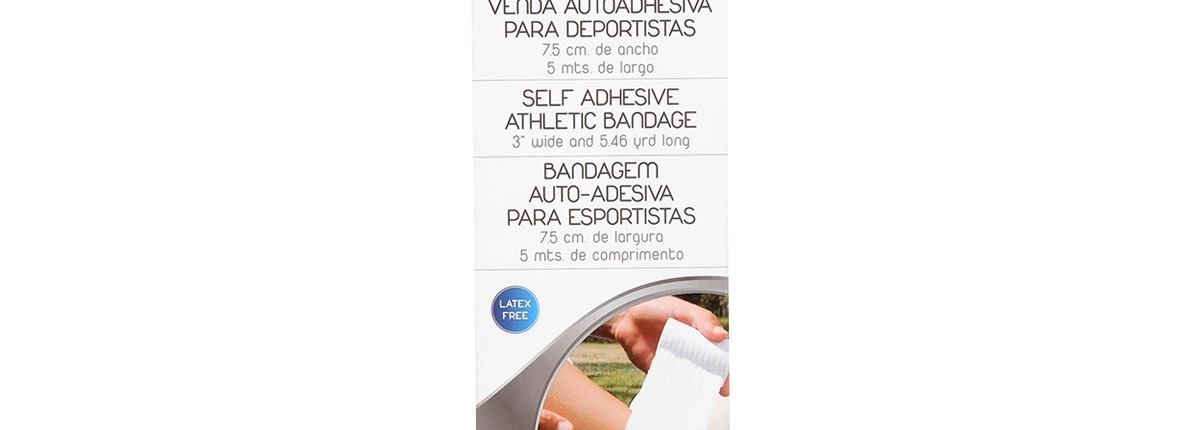 VENDA AUTOADHESIVA
PARA DEPORTISTAS
7.5 cm. de ancho
5 mts. de largo
SELF ADHESIVE
ATHLETIC BANDAGE
3" wide and 5.46 yrd long
BANDAGEM
AUTO-ADESIVA
PARA ESPORTISTAS
7.5 cm. de largura
5 mts. de comprimento
LATEX
FREE